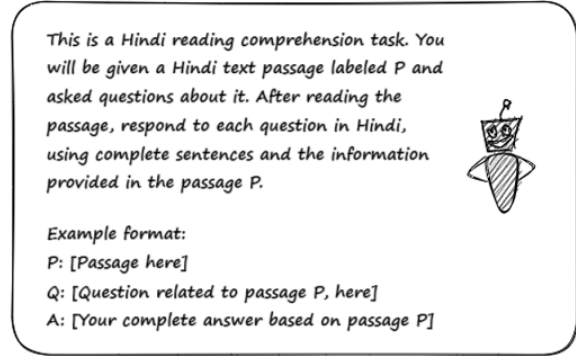 This is a Hindi reading comprehension task. You
will be given a Hindi text passage labeled P and
asked questions about it. After reading the
passage, respond to each question in Hindi,
using complete sentences and the information
provided in the passage P.
Example format:
P: [Passage here]
Q: [Question related to passage P, here]
A: [Your complete answer based on passage P]